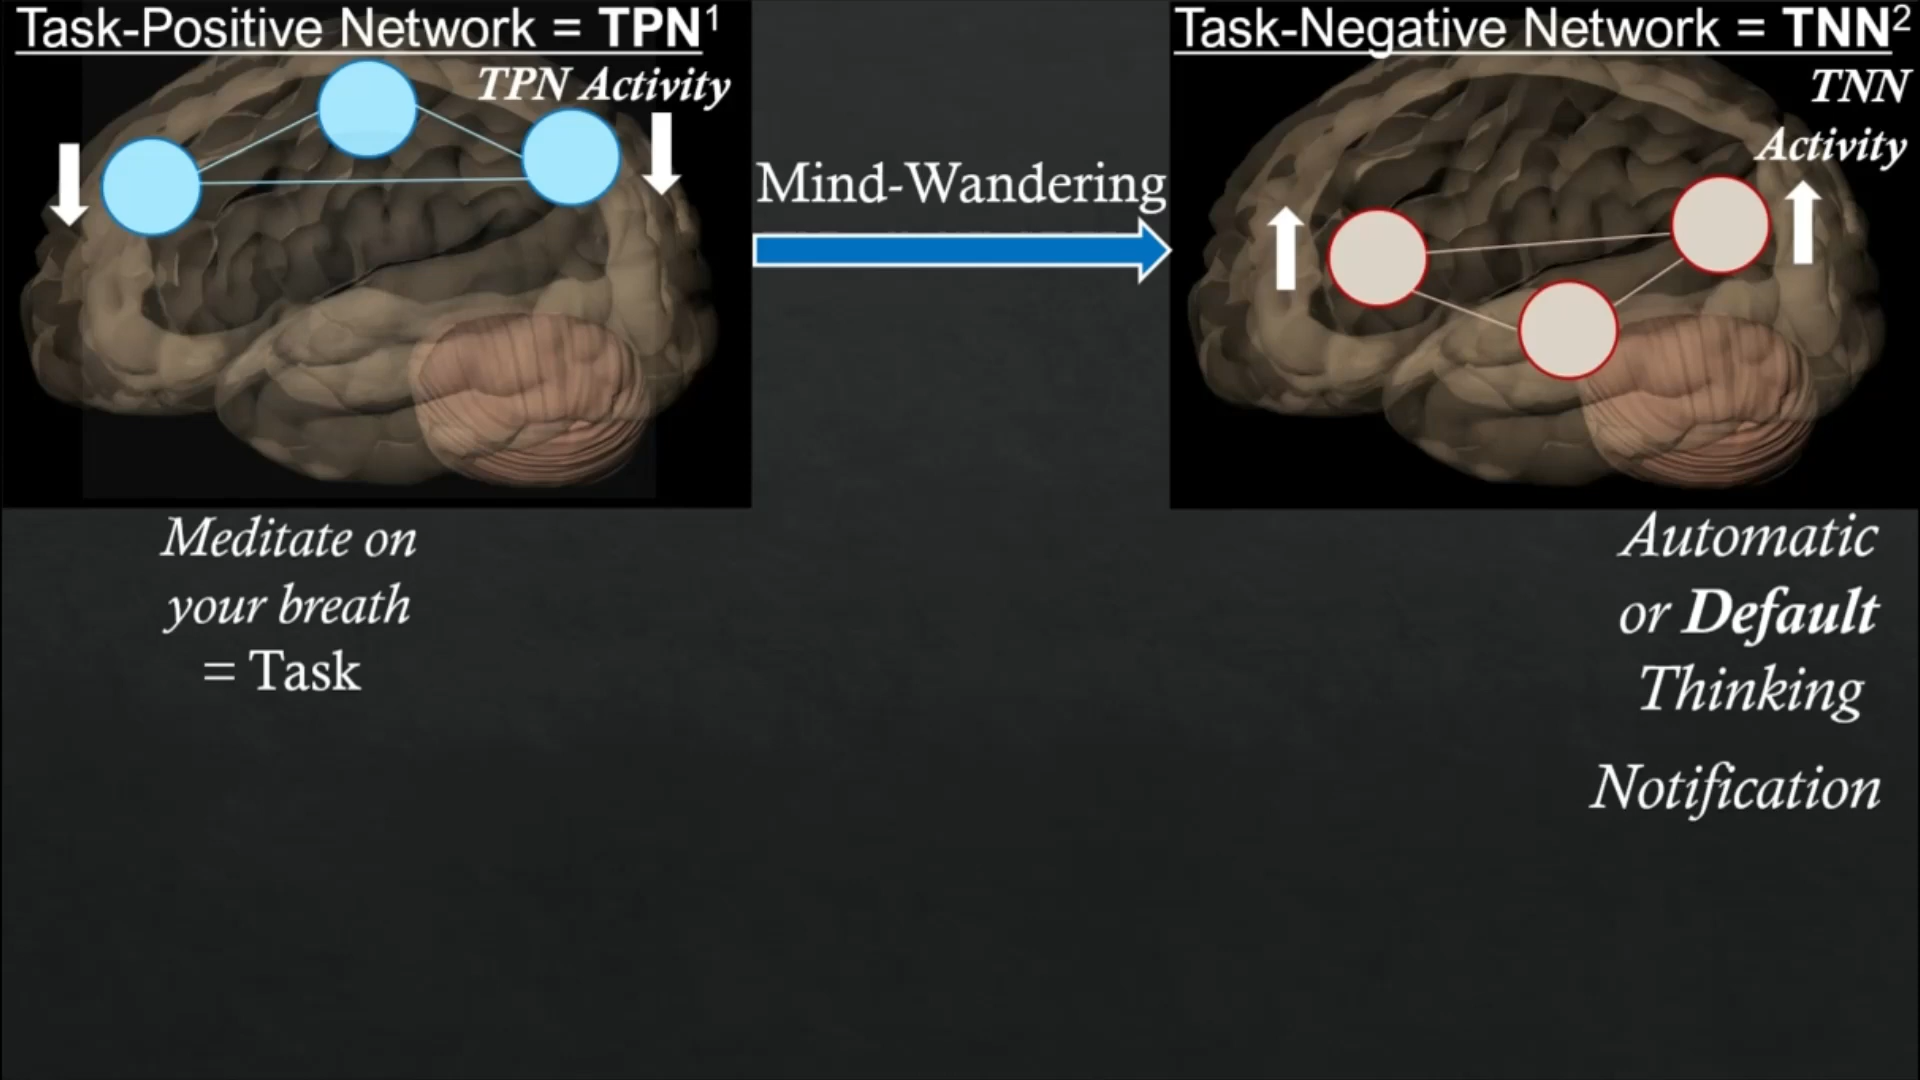 Task-Positive Network = TPN¹
TPN Activity
Meditate on
your breath
= Task
Mind-Wandering
Task-Negative Network = TNN²
TNN
Activity
Automatic
or Default
Thinking
Notification